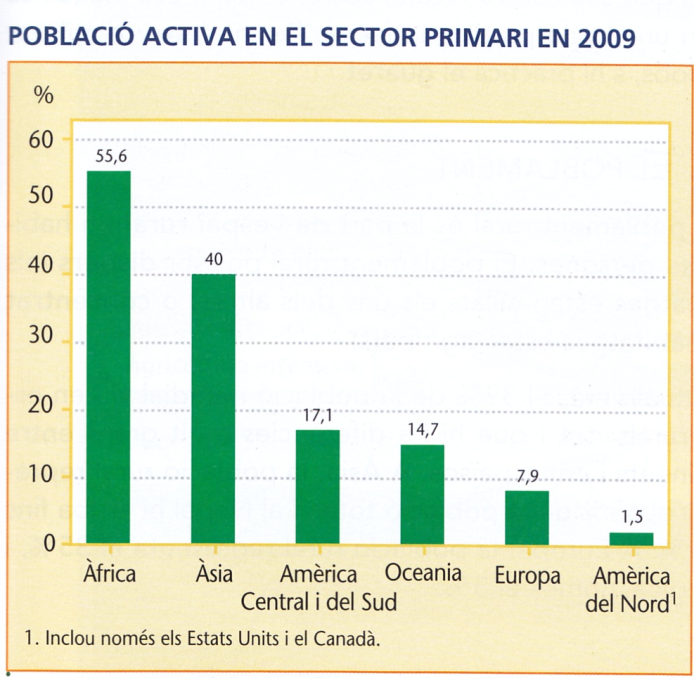 POBLACIÓ ACTIVA EN EL SECTOR PRIMARI EN 2009
%
60
50
40
30
20
10
0
55,6
40
17,1
14,7
7,9
1,5
Àfrica
Àsia
Amèrica
Central i del Sud
Oceania
Europa
Amèrica
del Nord¹
1. Inclou només els Estats Units i el Canadà.